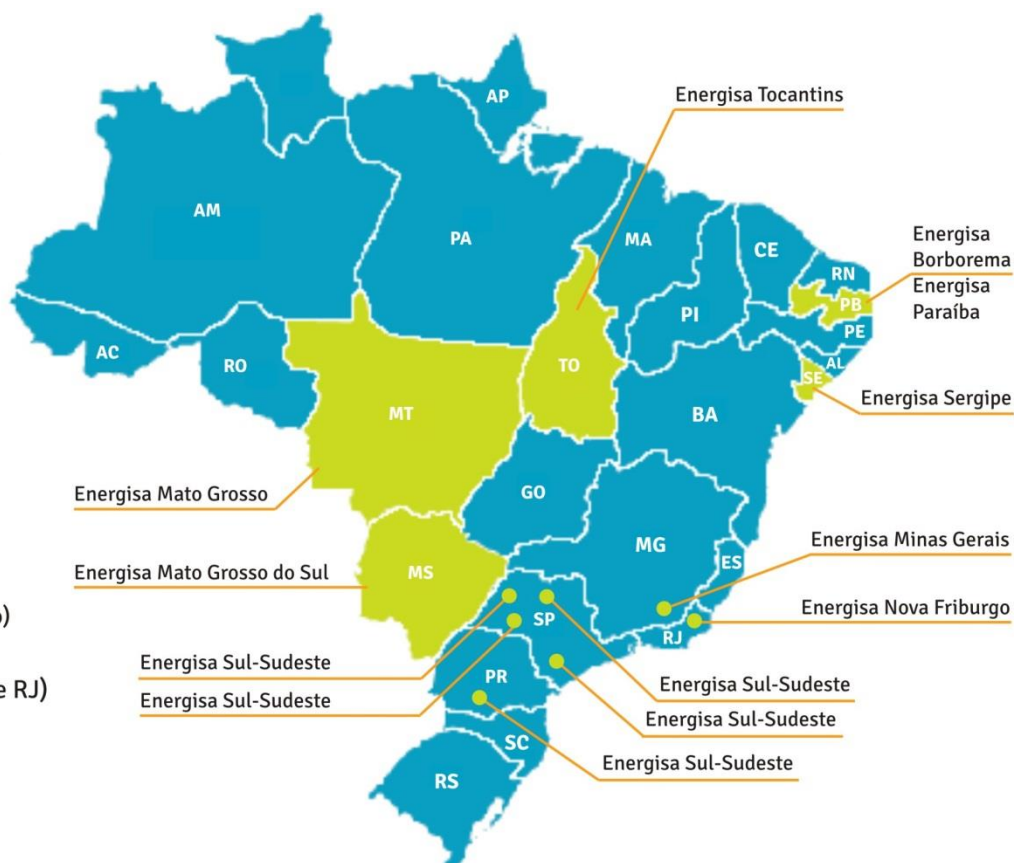 AP
Energisa Tocantins
AM
PA
MA
CE
RN
Energisa
Borborema
Energisa
Paraíba
PB
PI
PE
AC
RO
TO
AL
SE
MT
BA
Energisa Sergipe
Energisa Mato Grosso
GO
MG
Energisa Minas Gerais
ES
Energisa Mato Grosso do Sul
MS
o)
SP
Energisa Nova Friburgo
RJ
Energisa Sul-Sudeste
e RJ)
PR
Energisa Sul-Sudeste
Energisa Sul-Sudeste
Energisa Sul-Sudeste
SC
Energisa Sul-Sudeste
RS